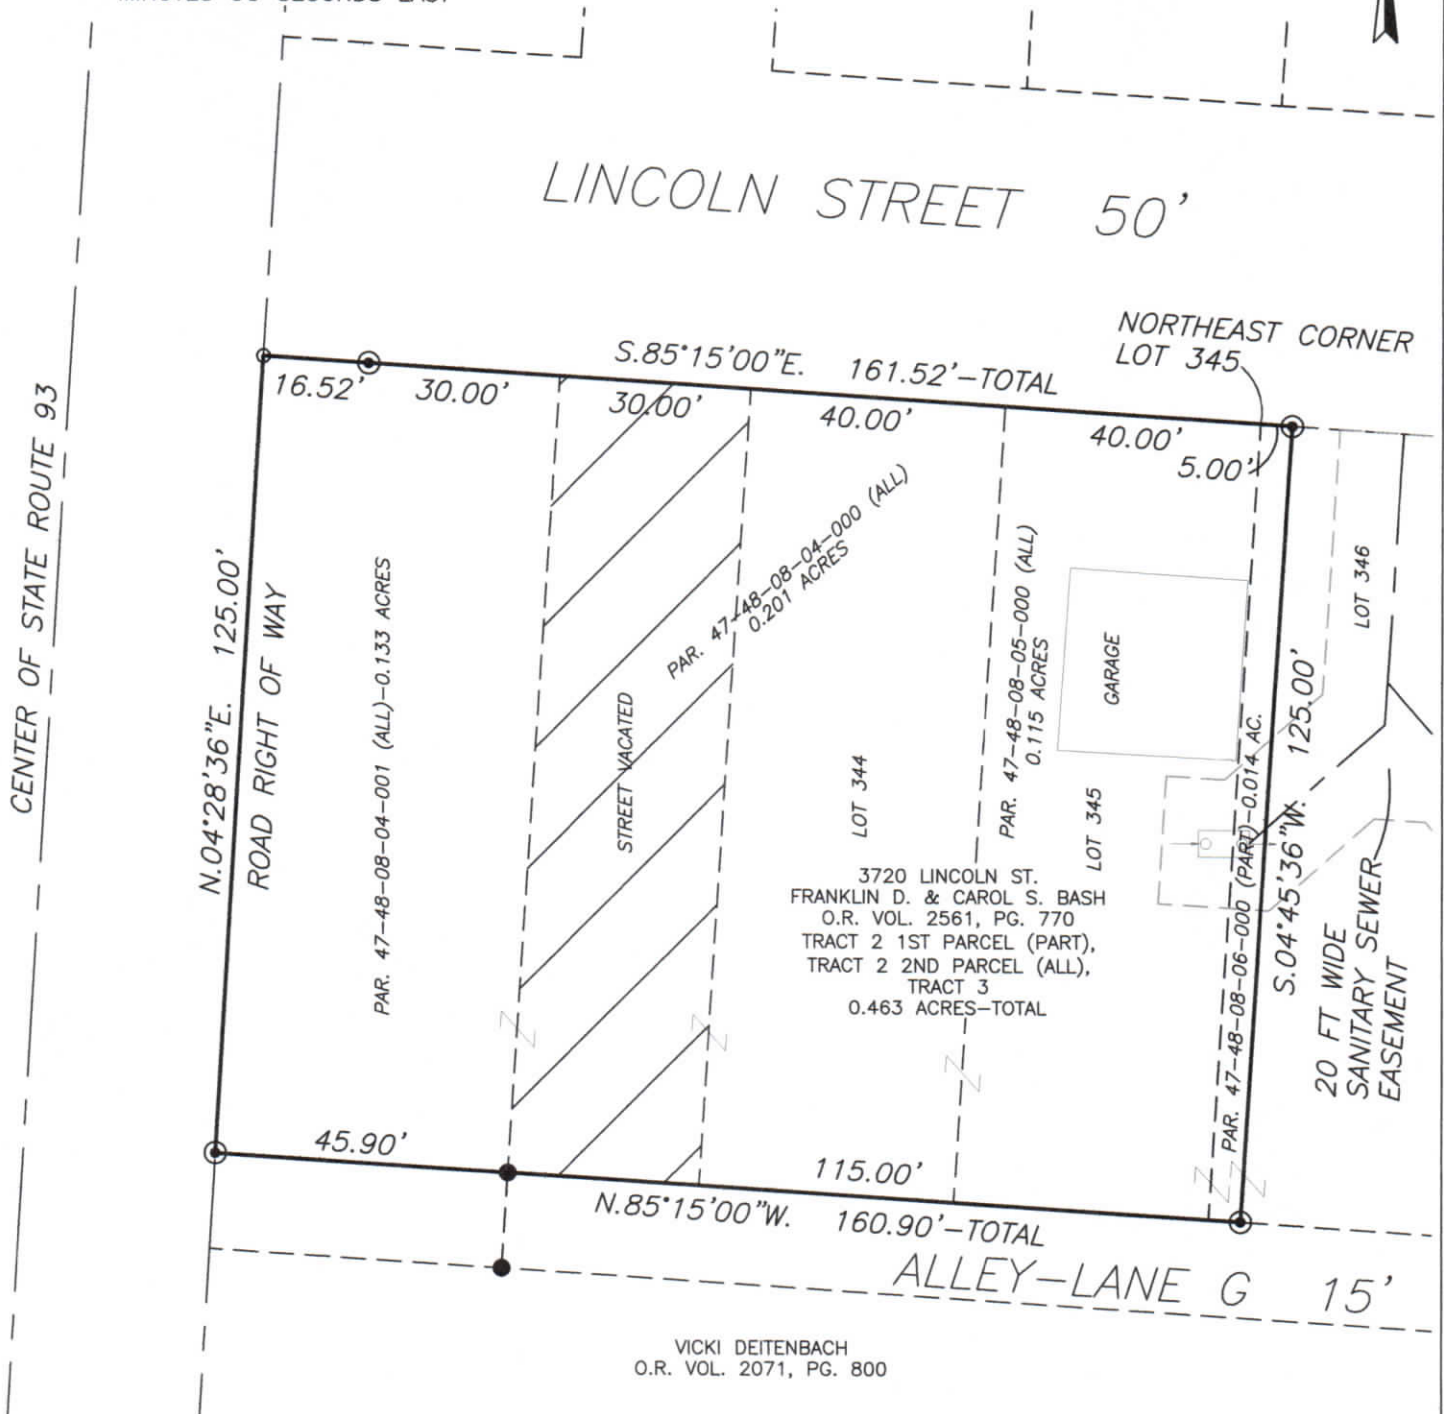 LINCOLN STREET 50'
NORTHEAST CORNER
LOT 345
S.85°15'00"E. 161.52'-TOTAL
16.52'
30.00'
30.00'
40.00'
40.00'
5.00'
CENTER OF STATE ROUTE 93
N.04°28'36"E. 125.00'
ROAD RIGHT OF WAY
PAR. 47-48-08-04-001 (ALL)-0.133 ACRES
STREET VACATED
PAR. 47-48-08-04-000 (ALL)
0.201 ACRES
LOT 344
PAR. 47-48-08-05-000 (ALL)
0.115 ACRES
GARAGE
LOT 345
LOT 346
PAR. 47-48-08-06-000 (PART)-0.014 AC.
S.04°45'36"W. 125.00'
20 FT WIDE
SANITARY SEWER
EASEMENT
3720 LINCOLN ST.
FRANKLIN D. & CAROL S. BASH
O.R. VOL. 2561, PG. 770
TRACT 2 1ST PARCEL (PART),
TRACT 2 2ND PARCEL (ALL),
TRACT 3
0.463 ACRES-TOTAL
45.90'
115.00'
N.85°15'00"W. 160.90'-TOTAL
ALLEY-LANE G 15'
VICKI DEITENBACH
O.R. VOL. 2071, PG. 800